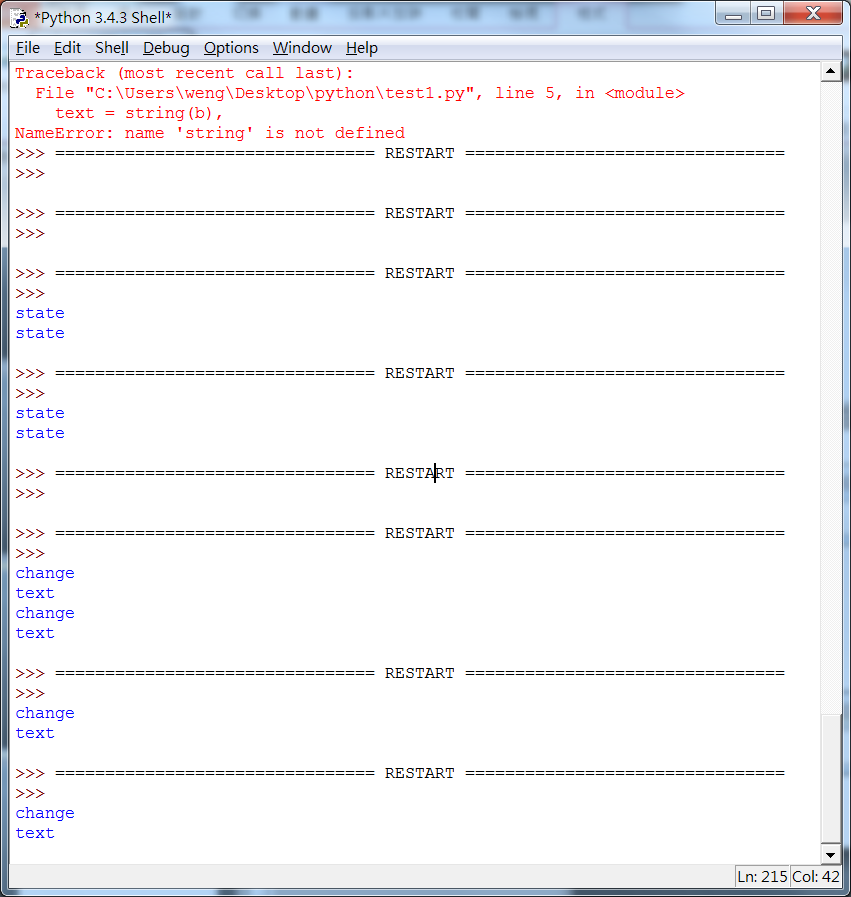 *Python 3.4.3 Shell*
File Edit Shell Debug Options Window Help
Traceback (most recent call last):
  File "C:\Users\weng\Desktop\python\test1.py", line 5, in <module>
    text = string(b),
NameError: name 'string' is not defined
>>> ================================ RESTART ================================
>>>
>>> ================================ RESTART ================================
>>>
>>> ================================ RESTART ================================
>>>
state
state
>>> ================================ RESTART ================================
>>>
state
state
>>> ================================ RESTART ================================
>>>
>>> ================================ RESTART ================================
>>>
change
text
change
text
>>> ================================ RESTART ================================
>>>
change
text
>>> ================================ RESTART ================================
>>>
change
text
Ln: 215 Col: 42